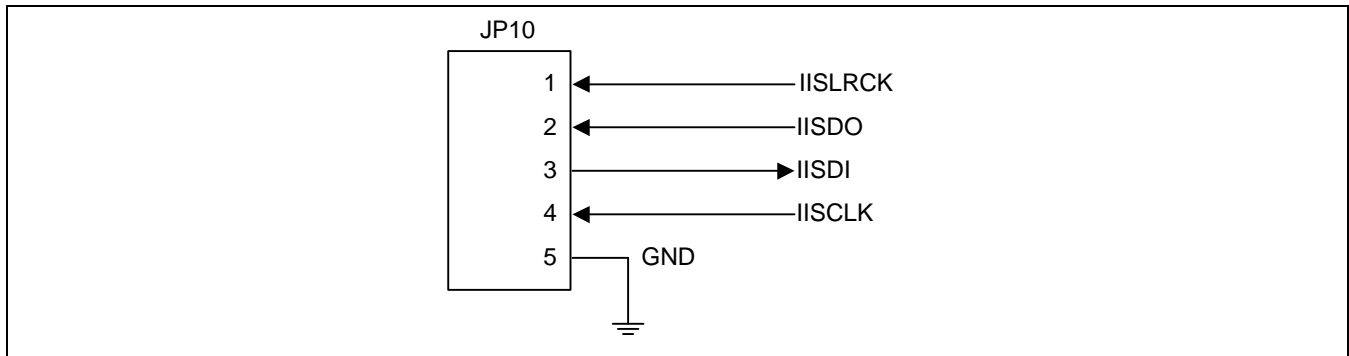 JP10
1 IISLRCK
2 IISDO
3 IISDI
4 IISCLK
5 GND